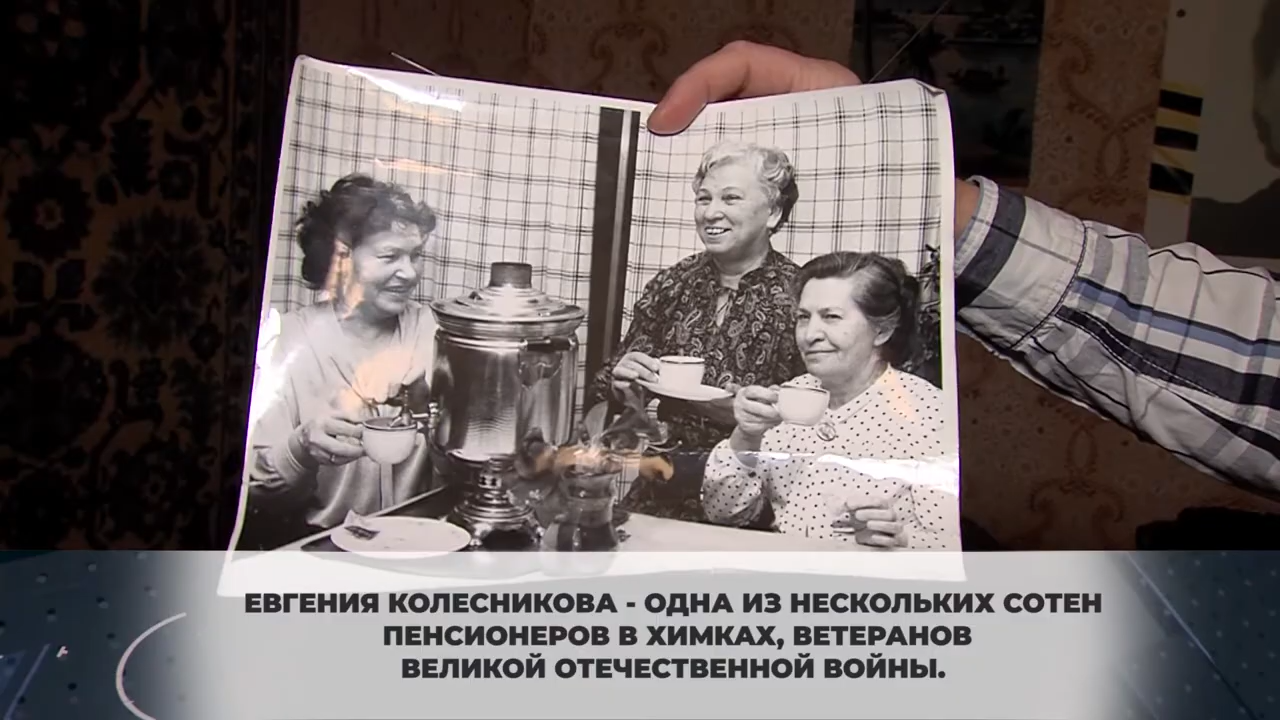 ЕВГЕНИЯ КОЛЕСНИКОВА - ОДНА ИЗ НЕСКОЛЬКИХ СОТЕН
ПЕНСИОНЕРОВ В ХИМКАХ, ВЕТЕРАНОВ
ВЕЛИКОЙ ОТЕЧЕСТВЕННОЙ ВОЙНЫ.